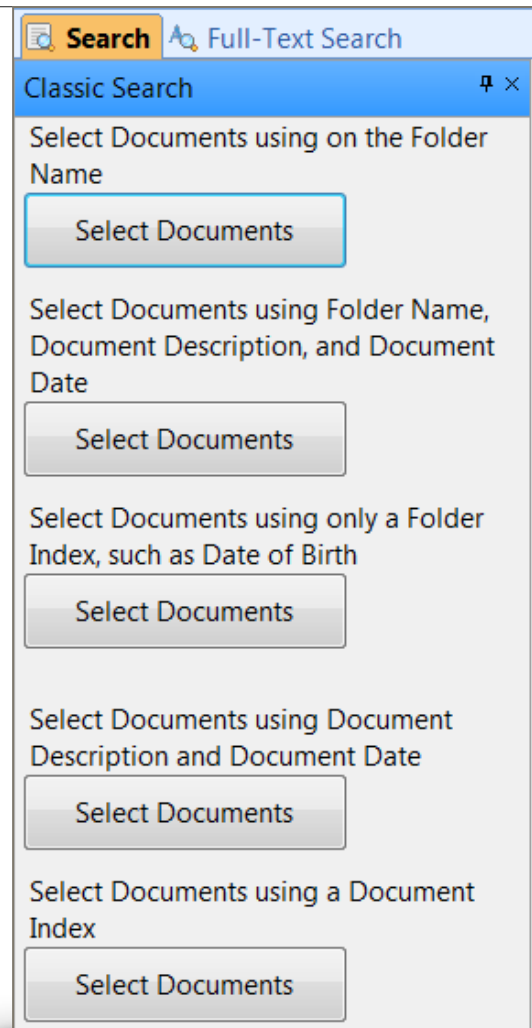 Search Full-Text Search
Classic Search
Select Documents using on the Folder
Name
Select Documents
Select Documents using Folder Name,
Document Description, and Document
Date
Select Documents
Select Documents using only a Folder
Index, such as Date of Birth
Select Documents
Select Documents using Document
Description and Document Date
Select Documents
Select Documents using a Document
Index
Select Documents